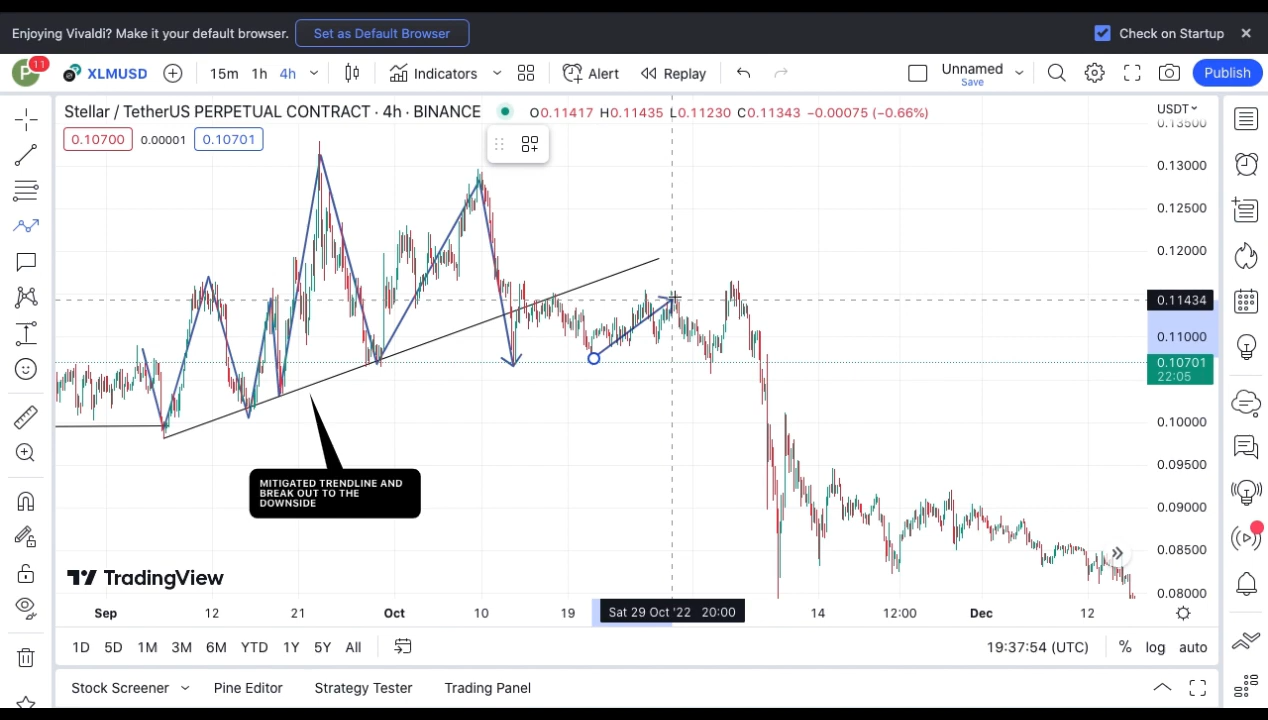 Enjoying Vivaldi? Make it your default browser. Set as Default Browser Check on Startup
P 11 XLMUSD 15m 1h 4h Indicators Alert Replay Unnamed Save Publish
Stellar / TetherUS PERPETUAL CONTRACT · 4h · BINANCE O0.11417 H0.11435 L0.11230 C0.11343 −0.00075 (−0.66%) USDT
0.13500
0.10700 0.00001 0.10701
0.13000
0.12500
0.12000
0.11434
0.11000
0.10701
22:05
0.10000
0.09500
0.09000
0.08500
0.08000
MITIGATED TRENDLINE AND
BREAK OUT TO THE
DOWNSIDE
TradingView
Sep 12 21 Oct 10 19 Sat 29 Oct '22 20:00 14 12:00 Dec 12
1D 5D 1M 3M 6M YTD 1Y 5Y All 19:37:54 (UTC) % log auto
Stock Screener Pine Editor Strategy Tester Trading Panel